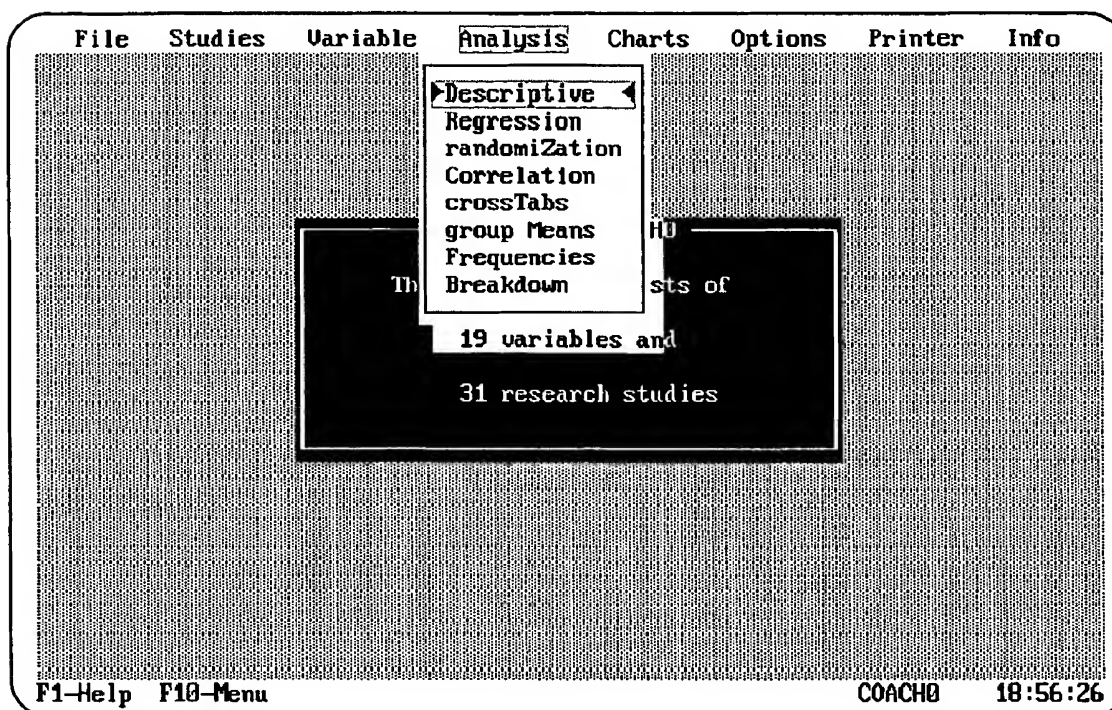 File Studies Variable Analysis Charts Options Printer Info
Descriptive
Regression
randomiZation
Correlation
crossTabs
group Means
Frequencies
Breakdown
H0
Th sts of
19 variables and
31 research studies
F1-Help F10-Menu COACH0 18:56:26